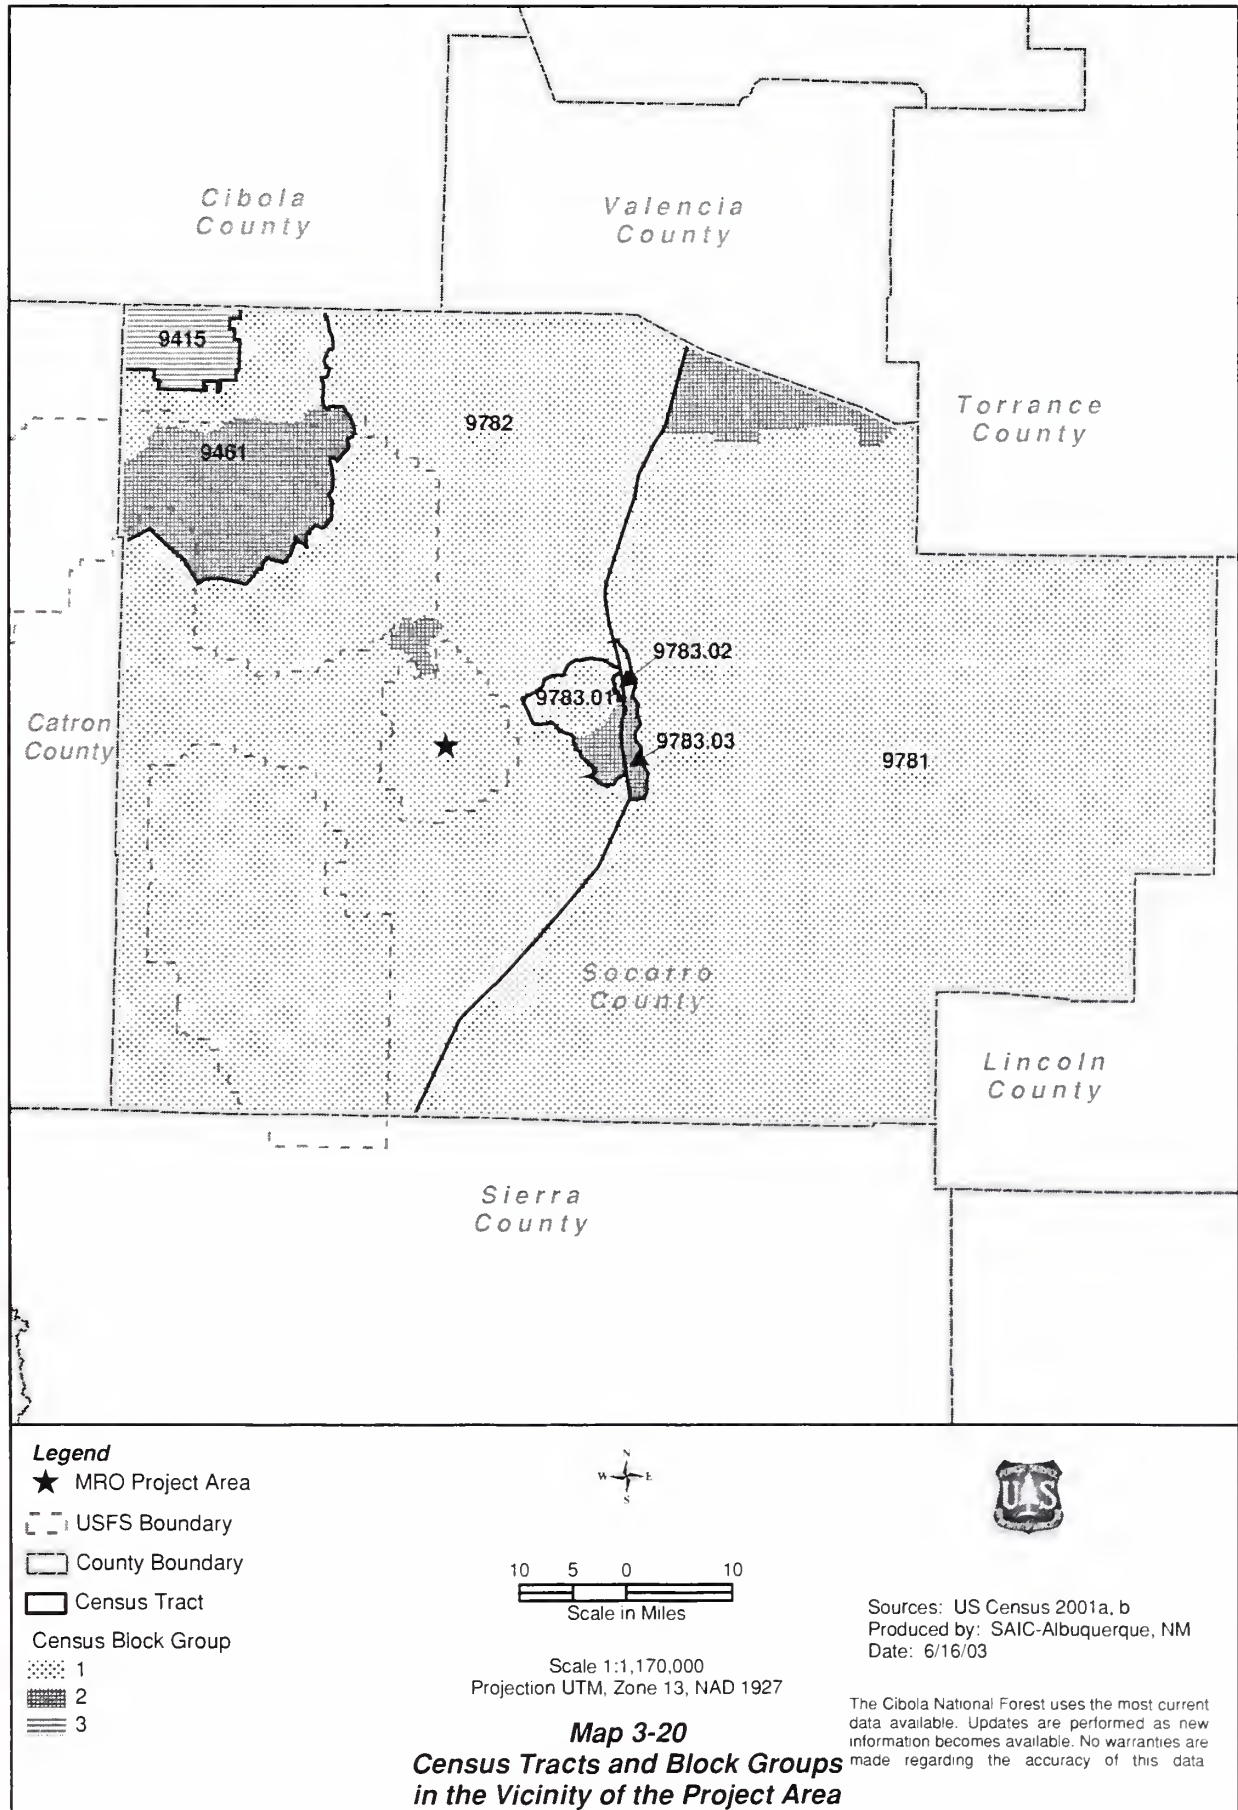 Cibola
County
Valencia
County
9415
Torrance
County
9782
9461
9783.02
9783.01
Catron
County
9783.03
9781
Socorro
County
Lincoln
County
Sierra
County
Legend
MRO Project Area
USFS Boundary
County Boundary
Census Tract
Census Block Group
1
2
3
N
W E
S
10 5 0 10
Scale in Miles
Scale 1:1,170,000
Projection UTM, Zone 13, NAD 1927
Map 3-20
Census Tracts and Block Groups
in the Vicinity of the Project Area
FOREST SERVICE
US
Sources: US Census 2001a, b
Produced by: SAIC-Albuquerque, NM
Date: 6/16/03
The Cibola National Forest uses the most current
data available. Updates are performed as new
information becomes available. No warranties are
made regarding the accuracy of this data